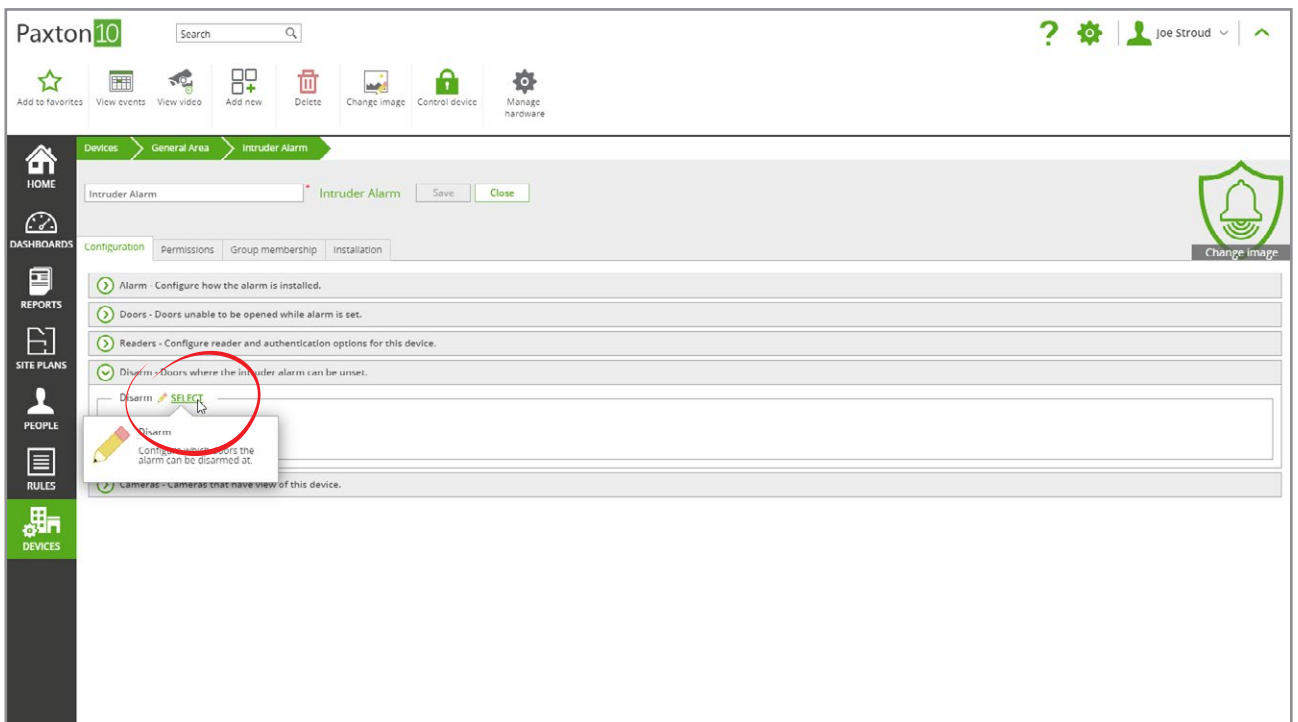 Paxton10
Search
Joe Stroud
Add to favorites
View events
View video
Add new
Delete
Change image
Control device
Manage
hardware
HOME
DASHBOARDS
REPORTS
SITE PLANS
PEOPLE
RULES
DEVICES
Devices
General Area
Intruder Alarm
Intruder Alarm
* Intruder Alarm
Save
Close
Change image
Configuration
Permissions
Group membership
Installation
Alarm - Configure how the alarm is installed.
Doors - Doors unable to be opened while alarm is set.
Readers - Configure reader and authentication options for this device.
Disarm - Doors where the intruder alarm can be unset.
Disarm SELECT
Disarm
Configure which doors the
alarm can be disarmed at.
Cameras - Cameras that have view of this device.